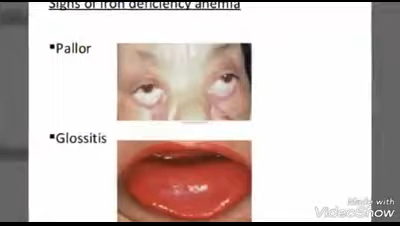 Signs of iron deficiency anemia
▪Pallor
▪Glossitis
Made with
VideoShow